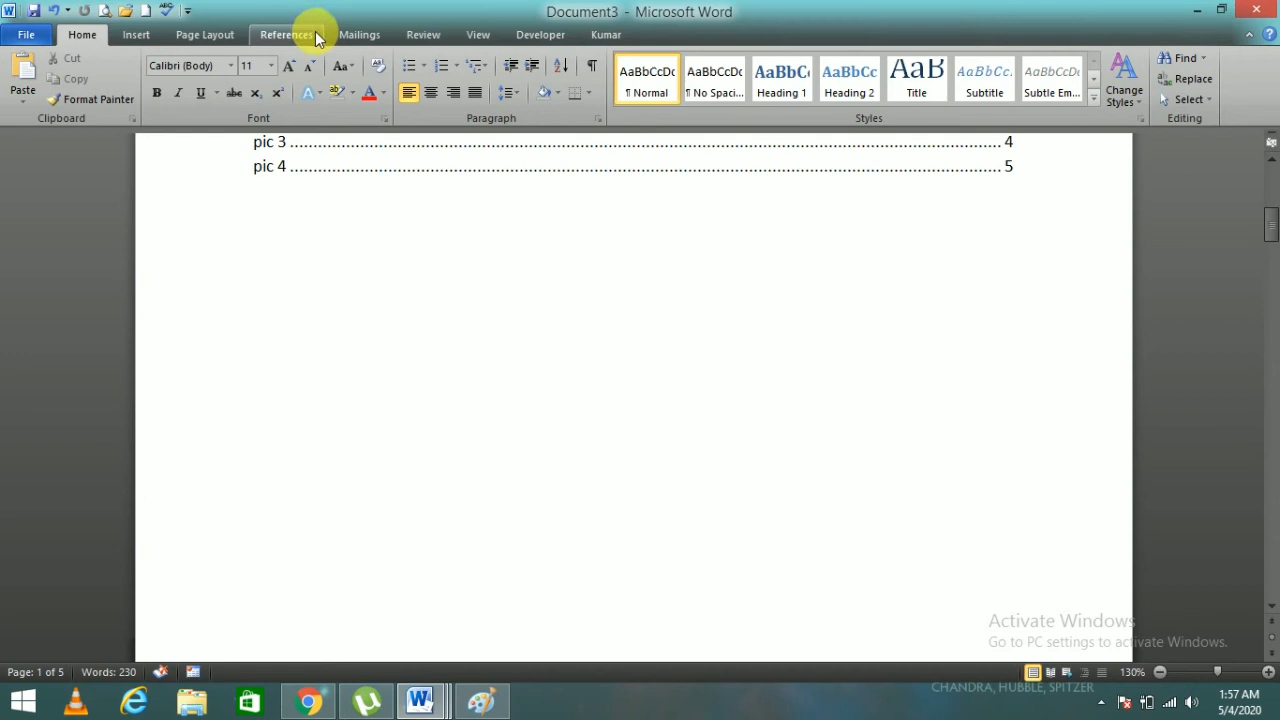 Document3 - Microsoft Word
File Home Insert Page Layout References Mailings Review View Developer Kumar
Paste
Cut
Copy
Format Painter
Clipboard
Calibri (Body) 11
Font
Paragraph
AaBbCcDc AaBbCcDc AaBbC AaBbCc AaB AaBbCc. AaBbCcDc
¶ Normal ¶ No Spaci... Heading 1 Heading 2 Title Subtitle Subtle Em...
Change Styles
Styles
Find
Replace
Select
Editing
pic 3 ........................................................................................................................................................ 4
pic 4 ........................................................................................................................................................ 5
Activate Windows
Go to PC settings to activate Windows.
Page: 1 of 5 Words: 230 130%
CHANDRA, HUBBLE, SPITZER
1:57 AM
5/4/2020